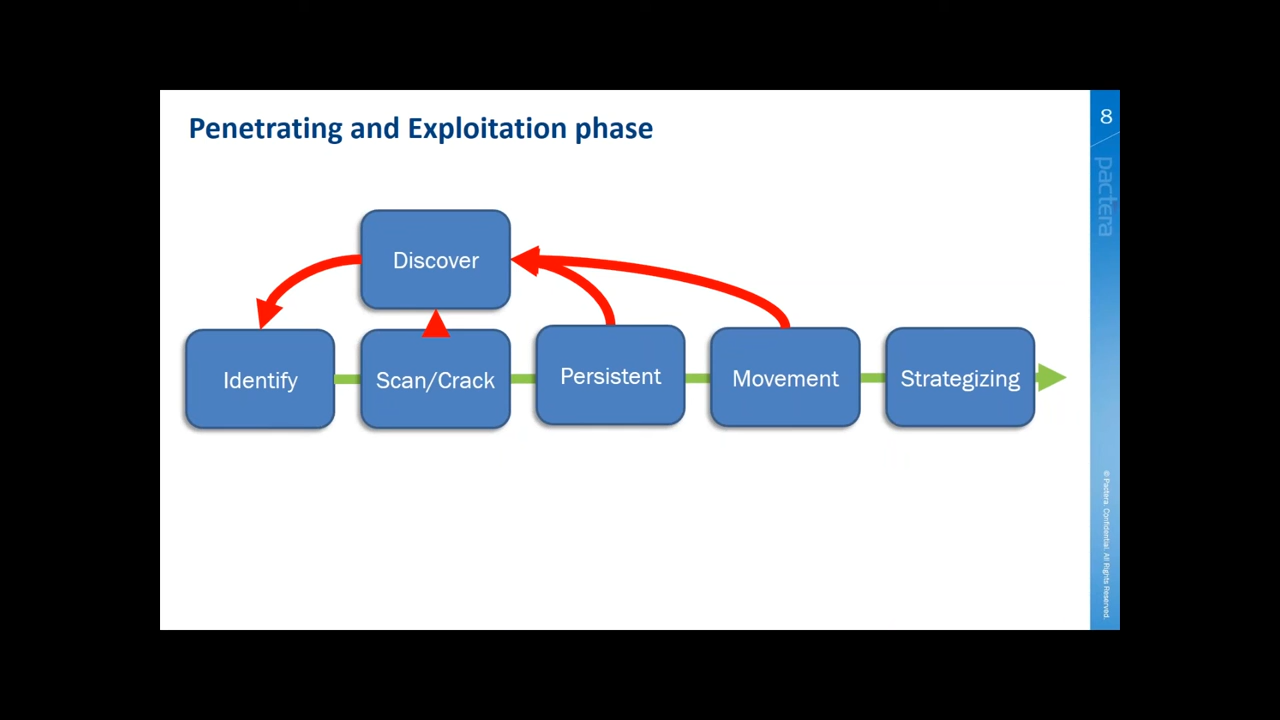 Penetrating and Exploitation phase
8
pactera
Discover
Identify
Scan/Crack
Persistent
Movement
Strategizing
© Pactera. Confidential. All Rights Reserved.